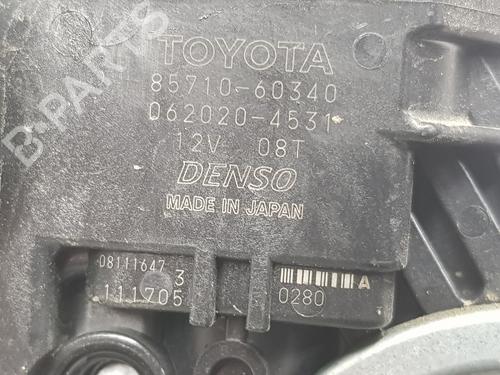 TOYOTA
85710-60340
062020-4531
12V 08T
DENSO
MADE IN JAPAN
08111647 3
111705
0280
A
B-PARTS